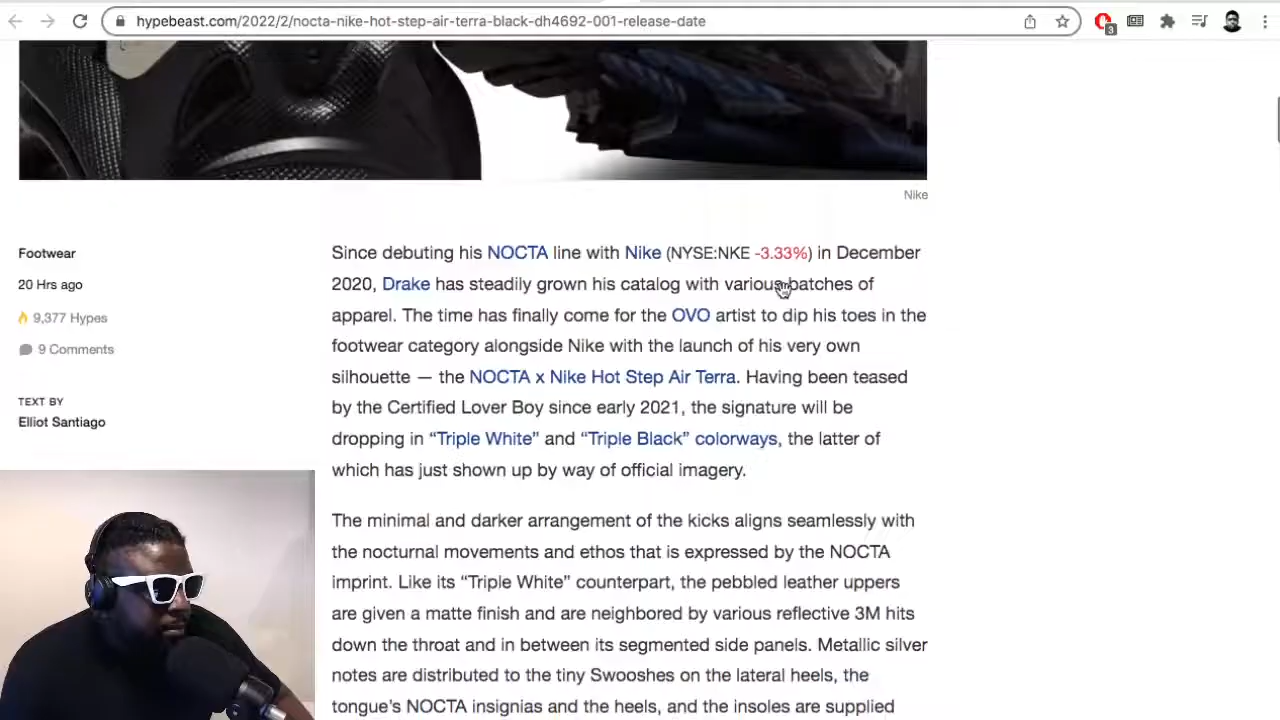 hypebeast.com/2022/2/nocta-nike-hot-step-air-terra-black-dh4692-001-release-date
3
Nike
Footwear
20 Hrs ago
9,377 Hypes
9 Comments
TEXT BY
Elliot Santiago
Since debuting his NOCTA line with Nike (NYSE:NKE -3.33%) in December
2020, Drake has steadily grown his catalog with various batches of
apparel. The time has finally come for the OVO artist to dip his toes in the
footwear category alongside Nike with the launch of his very own
silhouette — the NOCTA x Nike Hot Step Air Terra. Having been teased
by the Certified Lover Boy since early 2021, the signature will be
dropping in “Triple White” and “Triple Black” colorways, the latter of
which has just shown up by way of official imagery.
The minimal and darker arrangement of the kicks aligns seamlessly with
the nocturnal movements and ethos that is expressed by the NOCTA
imprint. Like its “Triple White” counterpart, the pebbled leather uppers
are given a matte finish and are neighbored by various reflective 3M hits
down the throat and in between its segmented side panels. Metallic silver
notes are distributed to the tiny Swooshes on the lateral heels, the
tongue’s NOCTA insignias and the heels, and the insoles are supplied